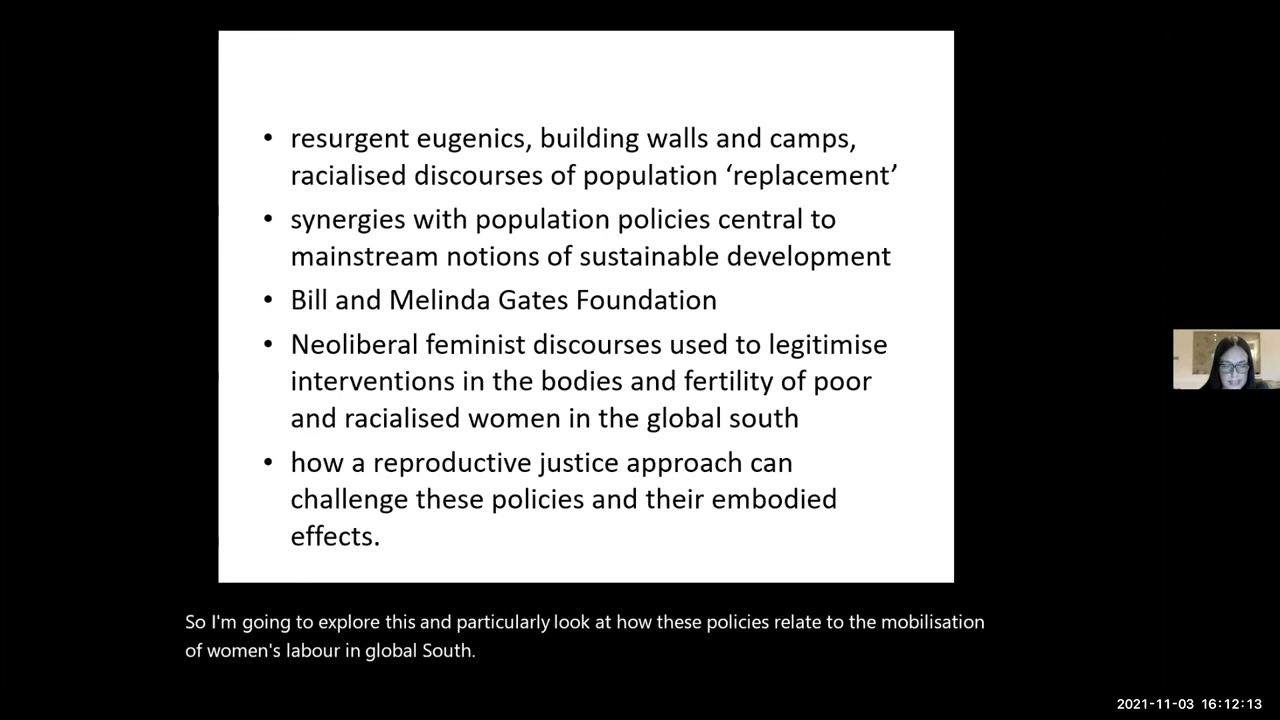 • resurgent eugenics, building walls and camps,
racialised discourses of population ‘replacement’
• synergies with population policies central to
mainstream notions of sustainable development
• Bill and Melinda Gates Foundation
• Neoliberal feminist discourses used to legitimise
interventions in the bodies and fertility of poor
and racialised women in the global south
• how a reproductive justice approach can
challenge these policies and their embodied
effects.
So I'm going to explore this and particularly look at how these policies relate to the mobilisation
of women's labour in global South.
2021-11-03 16:12:13